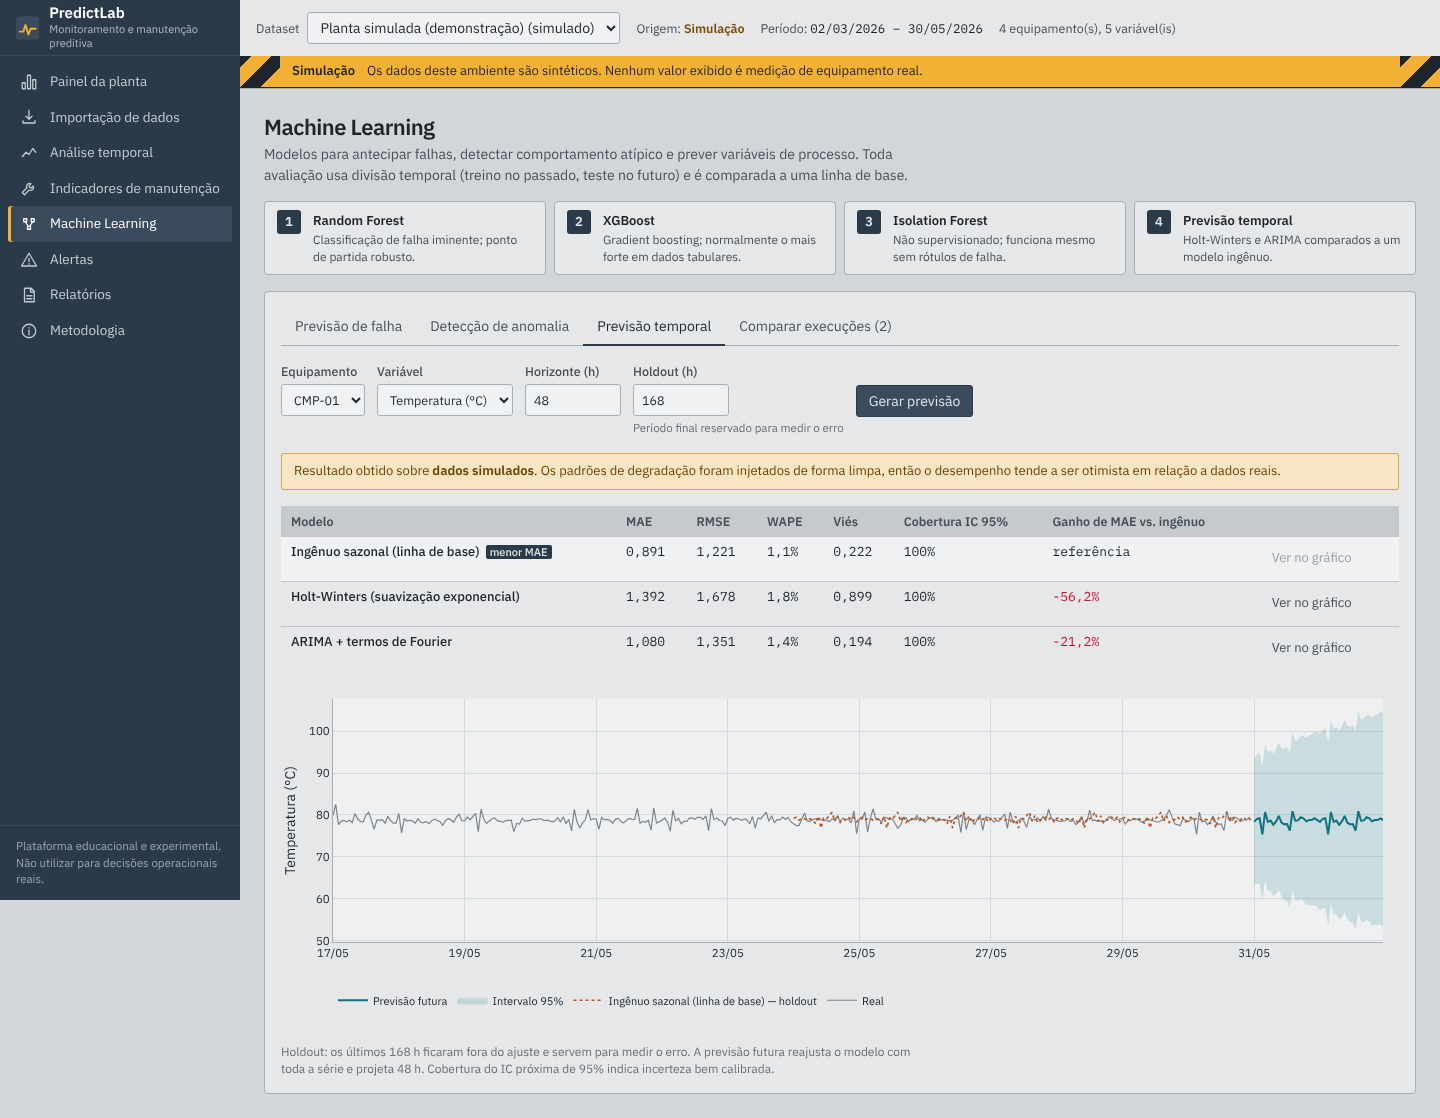 PredictLab
Monitoramento e manutenção
preditiva
Painel da planta
Importação de dados
Análise temporal
Indicadores de manutenção
Machine Learning
Alertas
Relatórios
Metodologia
Plataforma educacional e experimental.
Não utilizar para decisões operacionais
reais.
Dataset Planta simulada (demonstração) (simulado) Origem: Simulação Período: 02/03/2026 – 30/05/2026 4 equipamento(s), 5 variável(is)
Simulação Os dados deste ambiente são sintéticos. Nenhum valor exibido é medição de equipamento real.
Machine Learning
Modelos para antecipar falhas, detectar comportamento atípico e prever variáveis de processo. Toda
avaliação usa divisão temporal (treino no passado, teste no futuro) e é comparada a uma linha de base.
1 Random Forest
Classificação de falha iminente; ponto
de partida robusto.
2 XGBoost
Gradient boosting; normalmente o mais
forte em dados tabulares.
3 Isolation Forest
Não supervisionado; funciona mesmo
sem rótulos de falha.
4 Previsão temporal
Holt-Winters e ARIMA comparados a um
modelo ingênuo.
Previsão de falha Detecção de anomalia Previsão temporal Comparar execuções (2)
Equipamento Variável Horizonte (h) Holdout (h)
CMP-01 Temperatura (°C) 48 168 Gerar previsão
Período final reservado para medir o erro
Resultado obtido sobre dados simulados. Os padrões de degradação foram injetados de forma limpa, então o desempenho tende a ser otimista em relação a dados reais.
Modelo MAE RMSE WAPE Viés Cobertura IC 95% Ganho de MAE vs. ingênuo
Ingênuo sazonal (linha de base) menor MAE 0,891 1,221 1,1% 0,222 100% referência Ver no gráfico
Holt-Winters (suavização exponencial) 1,392 1,678 1,8% 0,899 100% -56,2% Ver no gráfico
ARIMA + termos de Fourier 1,080 1,351 1,4% 0,194 100% -21,2% Ver no gráfico
Temperatura (°C)
100
90
80
70
60
50
17/05 19/05 21/05 23/05 25/05 27/05 29/05 31/05
Previsão futura Intervalo 95% Ingênuo sazonal (linha de base) — holdout Real
Holdout: os últimos 168 h ficaram fora do ajuste e servem para medir o erro. A previsão futura reajusta o modelo com
toda a série e projeta 48 h. Cobertura do IC próxima de 95% indica incerteza bem calibrada.